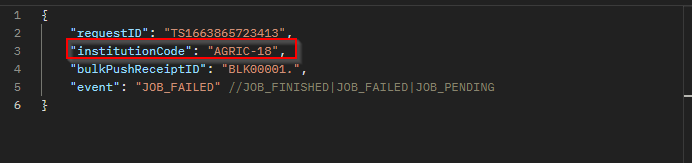 1 {
2 "requestID": "TS1663865723413",
3 "institutionCode": "AGRIC-18",
4 "bulkPushReceiptID": "BLK00001.",
5 "event": "JOB_FAILED" //JOB_FINISHED|JOB_FAILED|JOB_PENDING
6 }